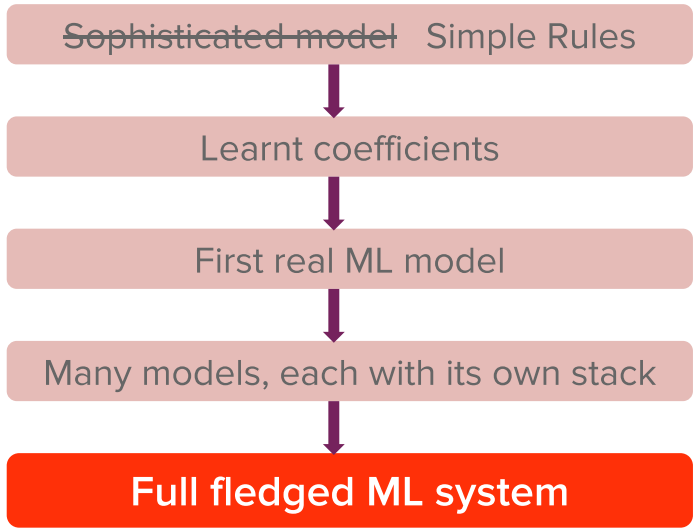 Sophisticated model Simple Rules
Learnt coefficients
First real ML model
Many models, each with its own stack
Full fledged ML system